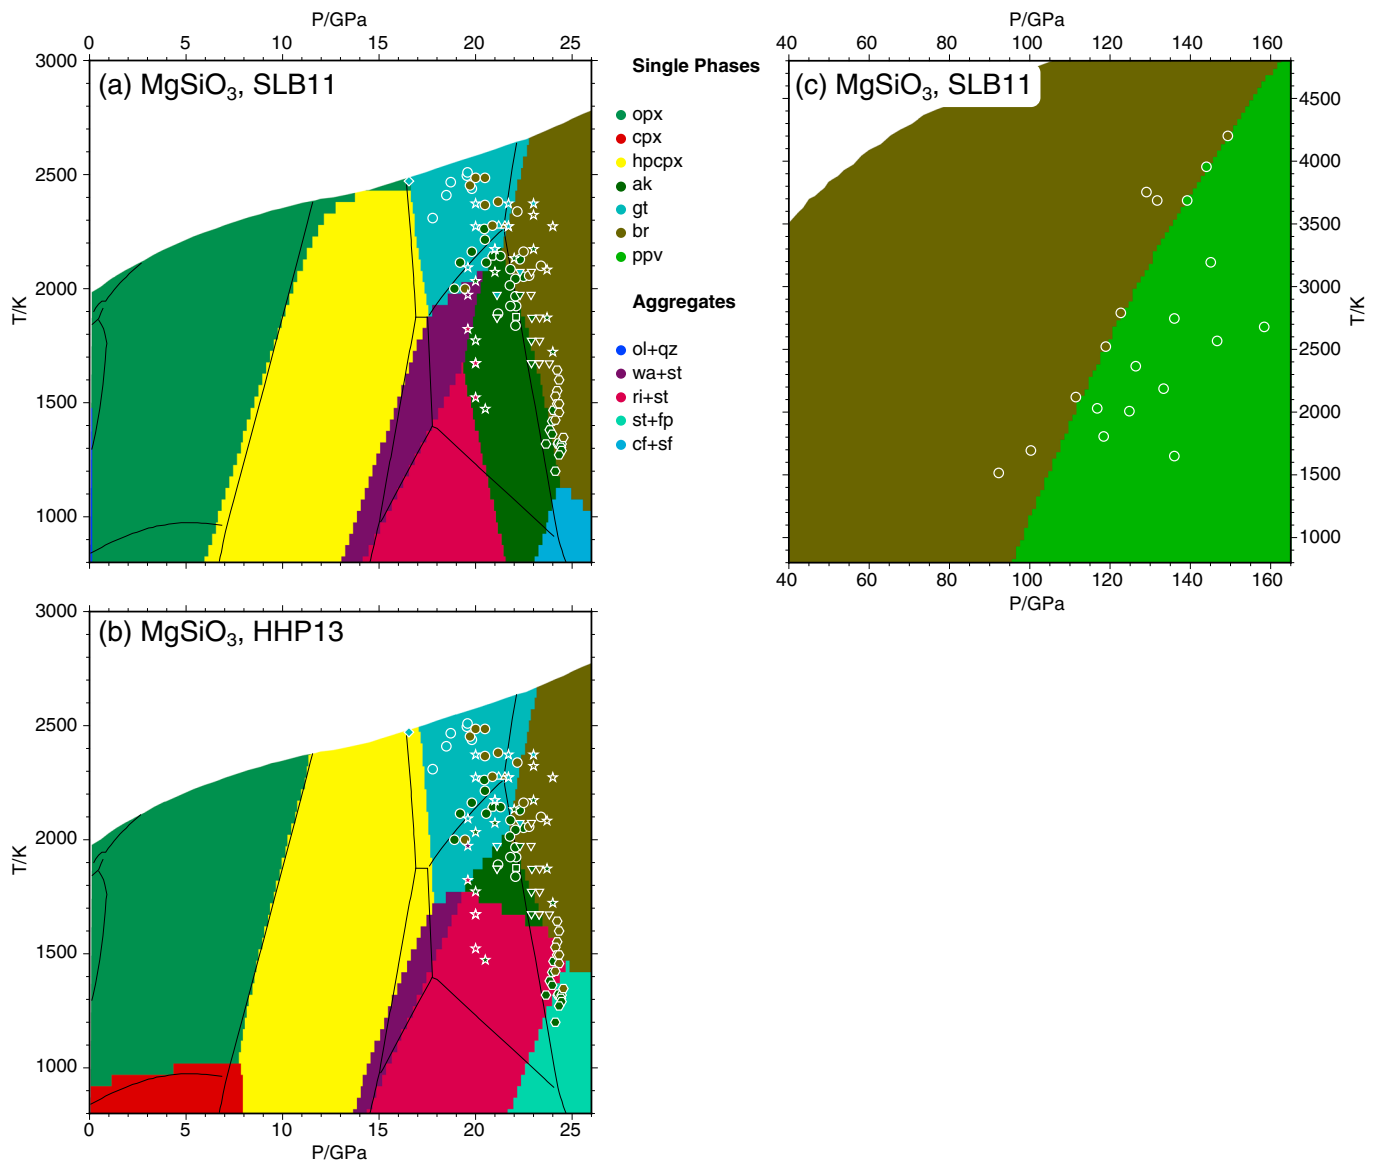 P/GPa
0 5 10 15 20 25
3000
2500
2000
1500
1000
T/K
(a) MgSiO3, SLB11
Single Phases
opx
cpx
hpcpx
ak
gt
br
ppv
Aggregates
ol+qz
wa+st
ri+st
st+fp
cf+sf
P/GPa
40 60 80 100 120 140 160
(c) MgSiO3, SLB11
4500
4000
3500
3000
2500
2000
1500
1000
T/K
40 60 80 100 120 140 160
P/GPa
3000
2500
2000
1500
1000
T/K
(b) MgSiO3, HHP13
0 5 10 15 20 25
P/GPa